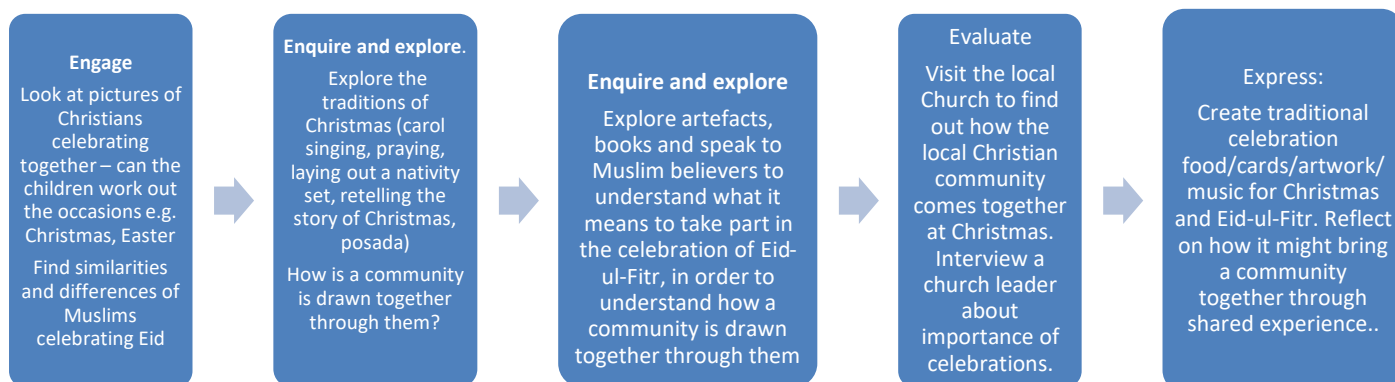 Engage
Look at pictures of
Christians
celebrating
together – can the
children work out
the occasions e.g.
Christmas, Easter
Find similarities
and differences of
Muslims
celebrating Eid
Enquire and explore.
Explore the
traditions of
Christmas (carol
singing, praying,
laying out a nativity
set, retelling the
story of Christmas,
posada)
How is a community
is drawn together
through them?
Enquire and explore
Explore artefacts,
books and speak to
Muslim believers to
understand what it
means to take part
in the celebration of Eid-
ul-Fitr, in order to
understand how a
community is drawn
together through them
Evaluate
Visit the local
Church to find
out how the
local Christian
community
comes together
at Christmas.
Interview a
church leader
about
importance of
celebrations.
Express:
Create traditional
celebration
food/cards/artwork/
music for Christmas
and Eid-ul-Fitr. Reflect
on how it might bring
a community
together through
shared experience..